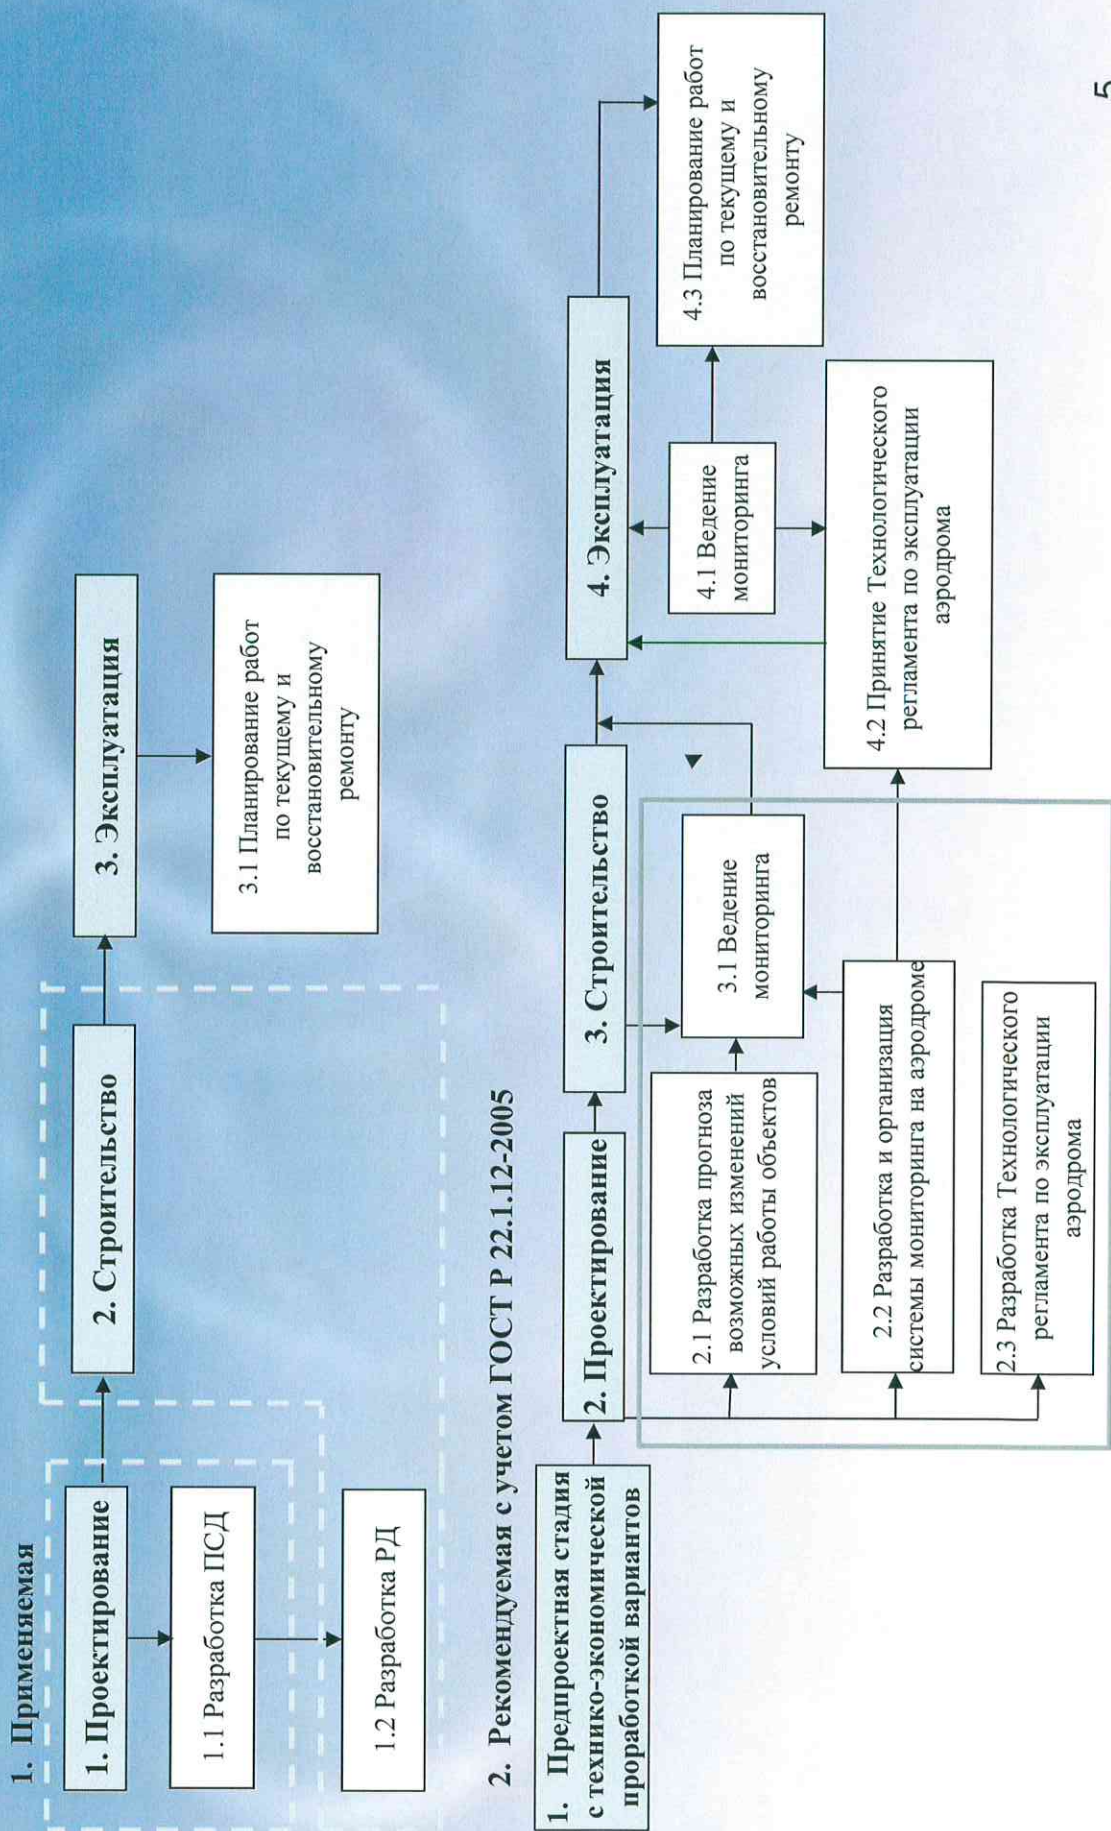 1. Применяемая
1. Проектирование
2. Строительство
3. Эксплуатация
1.1 Разработка ПСД
1.2 Разработка РД
3.1 Планирование работ
по текущему и
восстановительному
ремонту
2. Рекомендуемая с учетом ГОСТ Р 22.1.12-2005
1. Предпроектная стадия
с технико-экономической
проработкой вариантов
2. Проектирование
3. Строительство
4. Эксплуатация
2.1 Разработка прогноза
возможных изменений
условий работы объектов
2.2 Разработка и организация
системы мониторинга на аэродроме
2.3 Разработка Технологического
регламента по эксплуатации
аэродрома
3.1 Ведение
мониторинга
4.1 Ведение
мониторинга
4.2 Принятие Технологического
регламента по эксплуатации
аэродрома
4.3 Планирование работ
по текущему и
восстановительному
ремонту
5